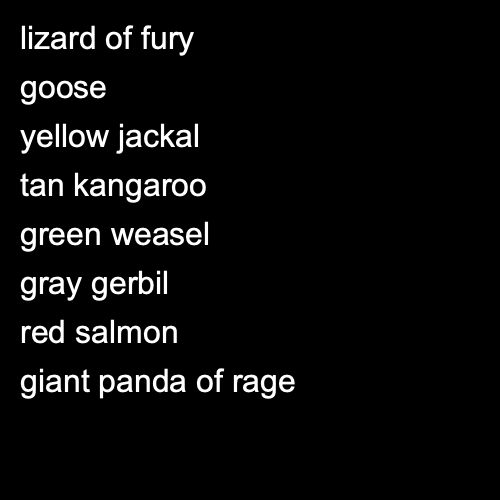 lizard of fury
goose
yellow jackal
tan kangaroo
green weasel
gray gerbil
red salmon
giant panda of rage